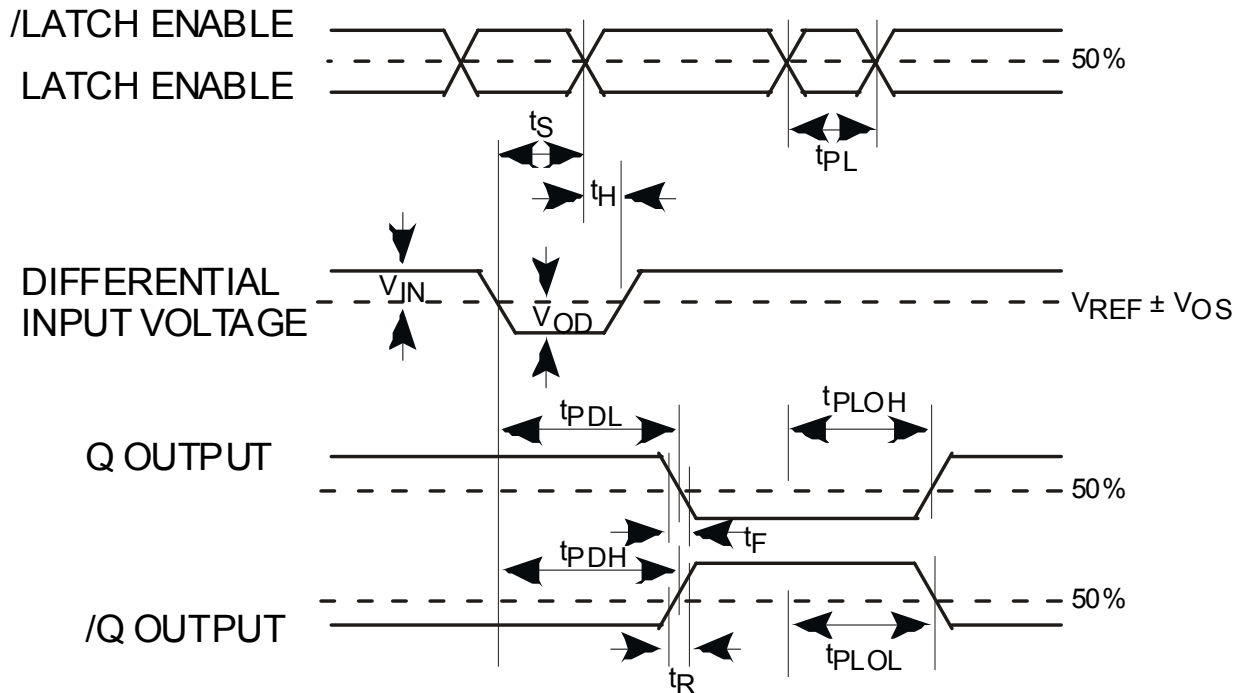 /LATCH ENABLE
50%
LATCH ENABLE
tS
tPL
tH
DIFFERENTIAL
INPUT VOLTAGE
VIN
VOD
VREF ± VOS
tPDL
tPLOH
Q OUTPUT
50%
tF
tPDH
50%
/Q OUTPUT
tPLOL
tR